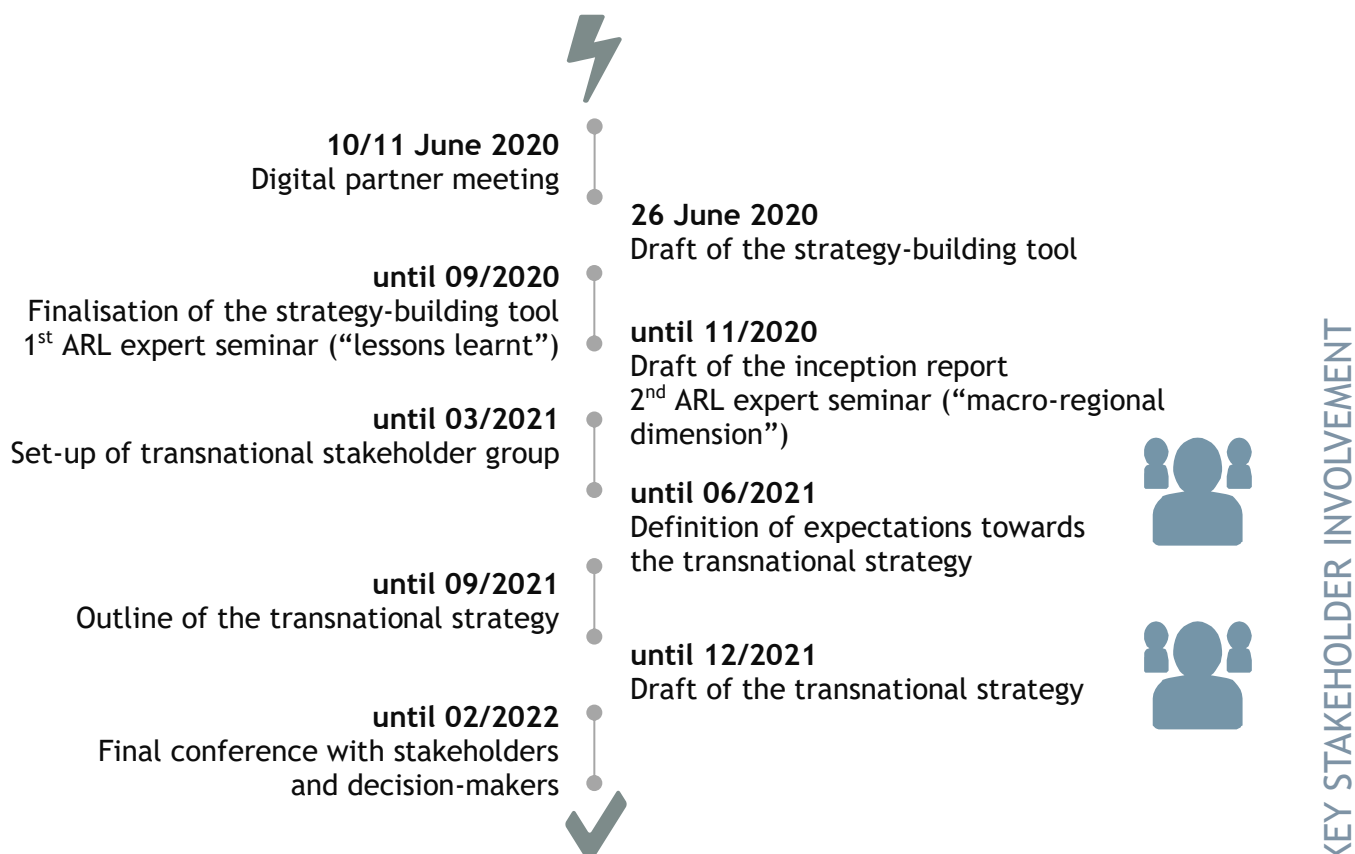 10/11 June 2020
Digital partner meeting
26 June 2020
Draft of the strategy-building tool
until 09/2020
Finalisation of the strategy-building tool
1st ARL expert seminar (“lessons learnt”)
until 11/2020
Draft of the inception report
2nd ARL expert seminar (“macro-regional
dimension”)
until 03/2021
Set-up of transnational stakeholder group
until 06/2021
Definition of expectations towards
the transnational strategy
until 09/2021
Outline of the transnational strategy
until 12/2021
Draft of the transnational strategy
until 02/2022
Final conference with stakeholders
and decision-makers
KEY STAKEHOLDER INVOLVEMENT